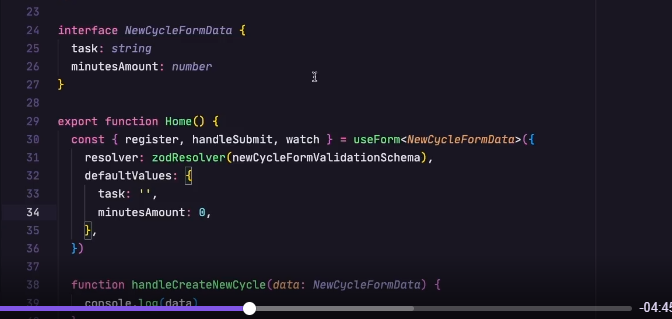 23
24 interface NewCycleFormData {
25 task: string
26 minutesAmount: number
27 }
28
29 export function Home() {
30 const { register, handleSubmit, watch } = useForm<NewCycleFormData>({
31 resolver: zodResolver(newCycleFormValidationSchema),
32 defaultValues: {
33 task: '',
34 minutesAmount: 0,
35 },
36 })
37
38 function handleCreateNewCycle(data: NewCycleFormData) {
39 console.log(data)
-04:45